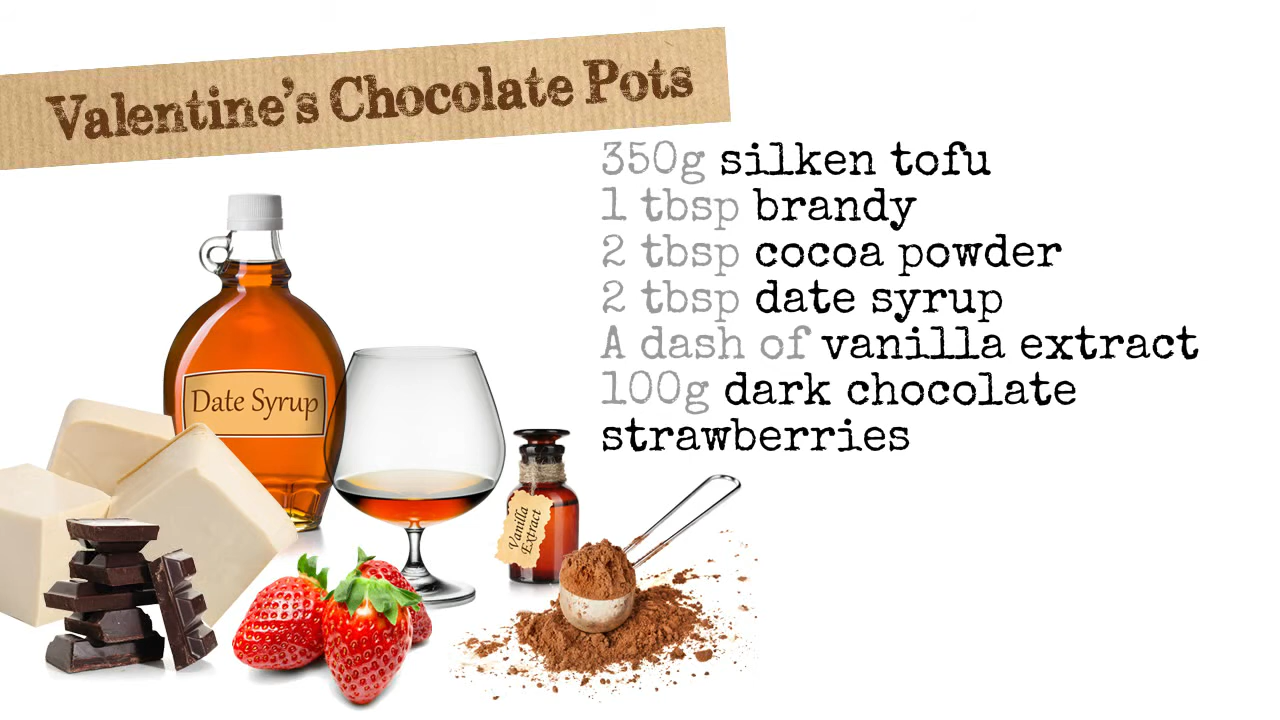 Valentine's Chocolate Pots
350g silken tofu
1 tbsp brandy
2 tbsp cocoa powder
2 tbsp date syrup
A dash of vanilla extract
100g dark chocolate
strawberries
Date Syrup
Vanilla
Extract